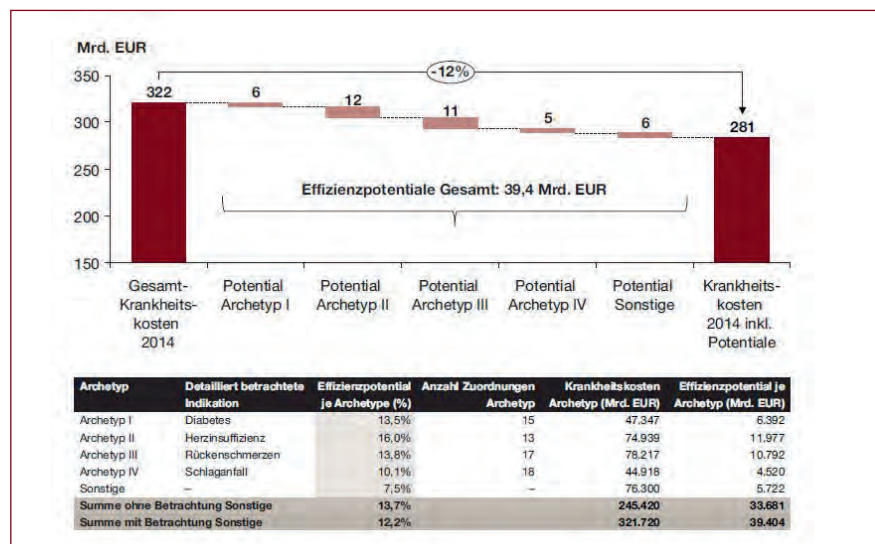 Mrd. EUR
-12%
350
322
6
12
11
5
6
281
300
250
200
150
Effizienzpotentiale Gesamt: 39,4 Mrd. EUR
Gesamt-
Krankheits-
kosten
2014
Potential
Archetyp I
Potential
Archetyp II
Potential
Archetyp III
Potential
Archetyp IV
Potential
Sonstige
Krankheits-
kosten
2014 inkl.
Potentiale
Archetyp Detailliert betrachtete Effizienzpotential Anzahl Zuordnungen Krankheitskosten Effizienzpotential je
Indikation je Archetype (%) Archetyp Archetyp (Mrd. EUR) Archetyp (Mrd. EUR)
Archetyp I Diabetes 13,5% 15 47.347 6.392
Archetyp II Herzinsuffizienz 16,0% 13 74.939 11.977
Archetyp III Rückenschmerzen 13,8% 17 78.217 10.792
Archetyp IV Schlaganfall 10,1% 18 44.918 4.520
Sonstige – 7,5% – 76.300 5.722
Summe ohne Betrachtung Sonstige 13,7% 245.420 33.681
Summe mit Betrachtung Sonstige 12,2% 321.720 39.404